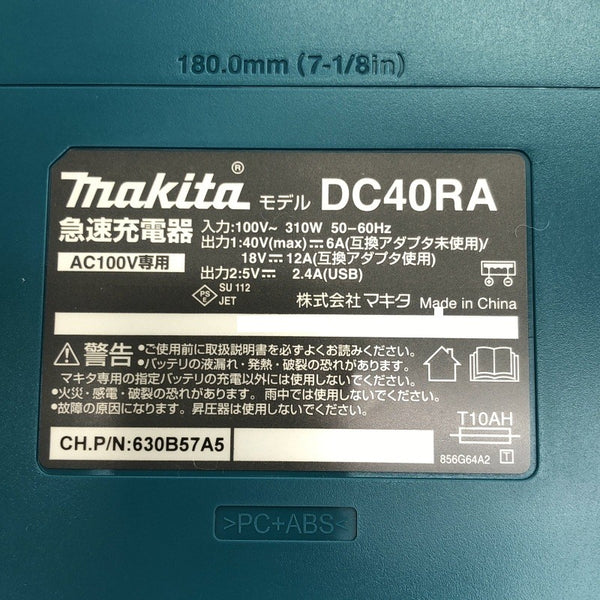 180.0mm (7-1/8in)
makita® モデル DC40RA
急速充電器
AC100V専用
入力:100V~ 310W 50-60Hz
出力1:40V(max)⎓6A(互換アダプタ未使用)/
18V⎓12A(互換アダプタ使用)
出力2:5V⎓ 2.4A(USB)
PS
E
SU 112
JET
株式会社マキタ Made in China
警告
•ご使用前に取扱説明書を必ずよくお読みください。
•バッテリの液漏れ・発熱・破裂の恐れがあります。
マキタ専用の指定バッテリの充電以外には使用しないでください。
•火災・感電・破裂の恐れがあります。雨中では使用しないでください。
•故障の原因になります。昇圧器は使用しないでください。
CH.P/N:630B57A5
T10AH
856G64A2 T
>PC+ABS<